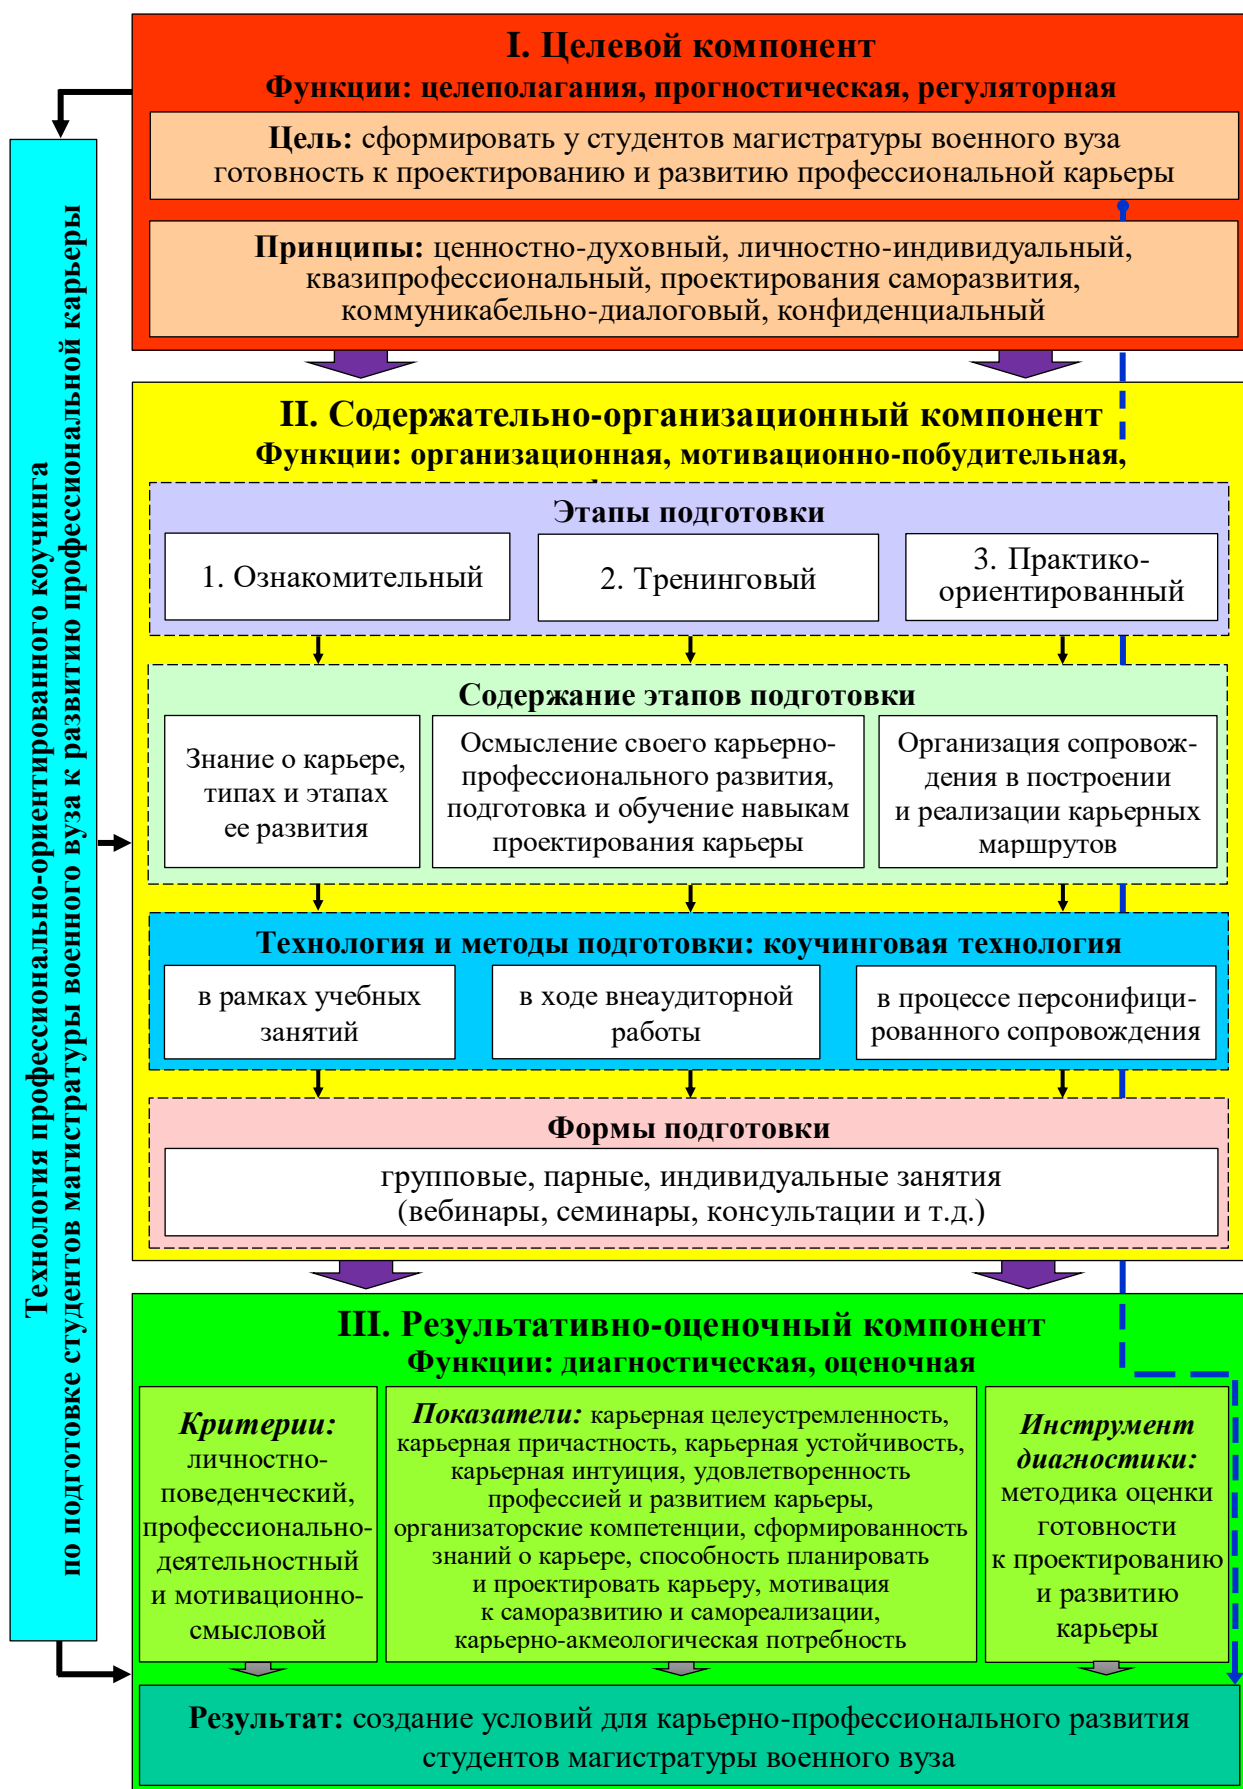 I. Целевой компонент
Функции: целеполагания, прогностическая, регуляторная
Цель: сформировать у студентов магистратуры военного вуза
готовность к проектированию и развитию профессиональной карьеры
Принципы: ценностно-духовный, личностно-индивидуальный,
квазипрофессиональный, проектирования саморазвития,
коммуникабельно-диалоговый, конфиденциальный
Технология профессионально-ориентированного коучинга
по подготовке студентов магистратуры военного вуза к развитию профессиональной карьеры
II. Содержательно-организационный компонент
Функции: организационная, мотивационно-побудительная,
Этапы подготовки
1. Ознакомительный
2. Тренинговый
3. Практико-
ориентированный
Содержание этапов подготовки
Знание о карьере,
типах и этапах
ее развития
Осмысление своего карьерно-
профессионального развития,
подготовка и обучение навыкам
проектирования карьеры
Организация сопровож-
дения в построении
и реализации карьерных
маршрутов
Технология и методы подготовки: коучинговая технология
в рамках учебных
занятий
в ходе внеаудиторной
работы
в процессе персонифици-
рованного сопровождения
Формы подготовки
групповые, парные, индивидуальные занятия
(вебинары, семинары, консультации и т.д.)
III. Результативно-оценочный компонент
Функции: диагностическая, оценочная
Критерии:
личностно-
поведенческий,
профессионально-
деятельностный
и мотивационно-
смысловой
Показатели: карьерная целеустремленность,
карьерная причастность, карьерная устойчивость,
карьерная интуиция, удовлетворенность
профессией и развитием карьеры,
организаторские компетенции, сформированность
знаний о карьере, способность планировать
и проектировать карьеру, мотивация
к саморазвитию и самореализации,
карьерно-акмеологическая потребность
Инструмент
диагностики:
методика оценки
готовности
к проектированию
и развитию
карьеры
Результат: создание условий для карьерно-профессионального развития
студентов магистратуры военного вуза